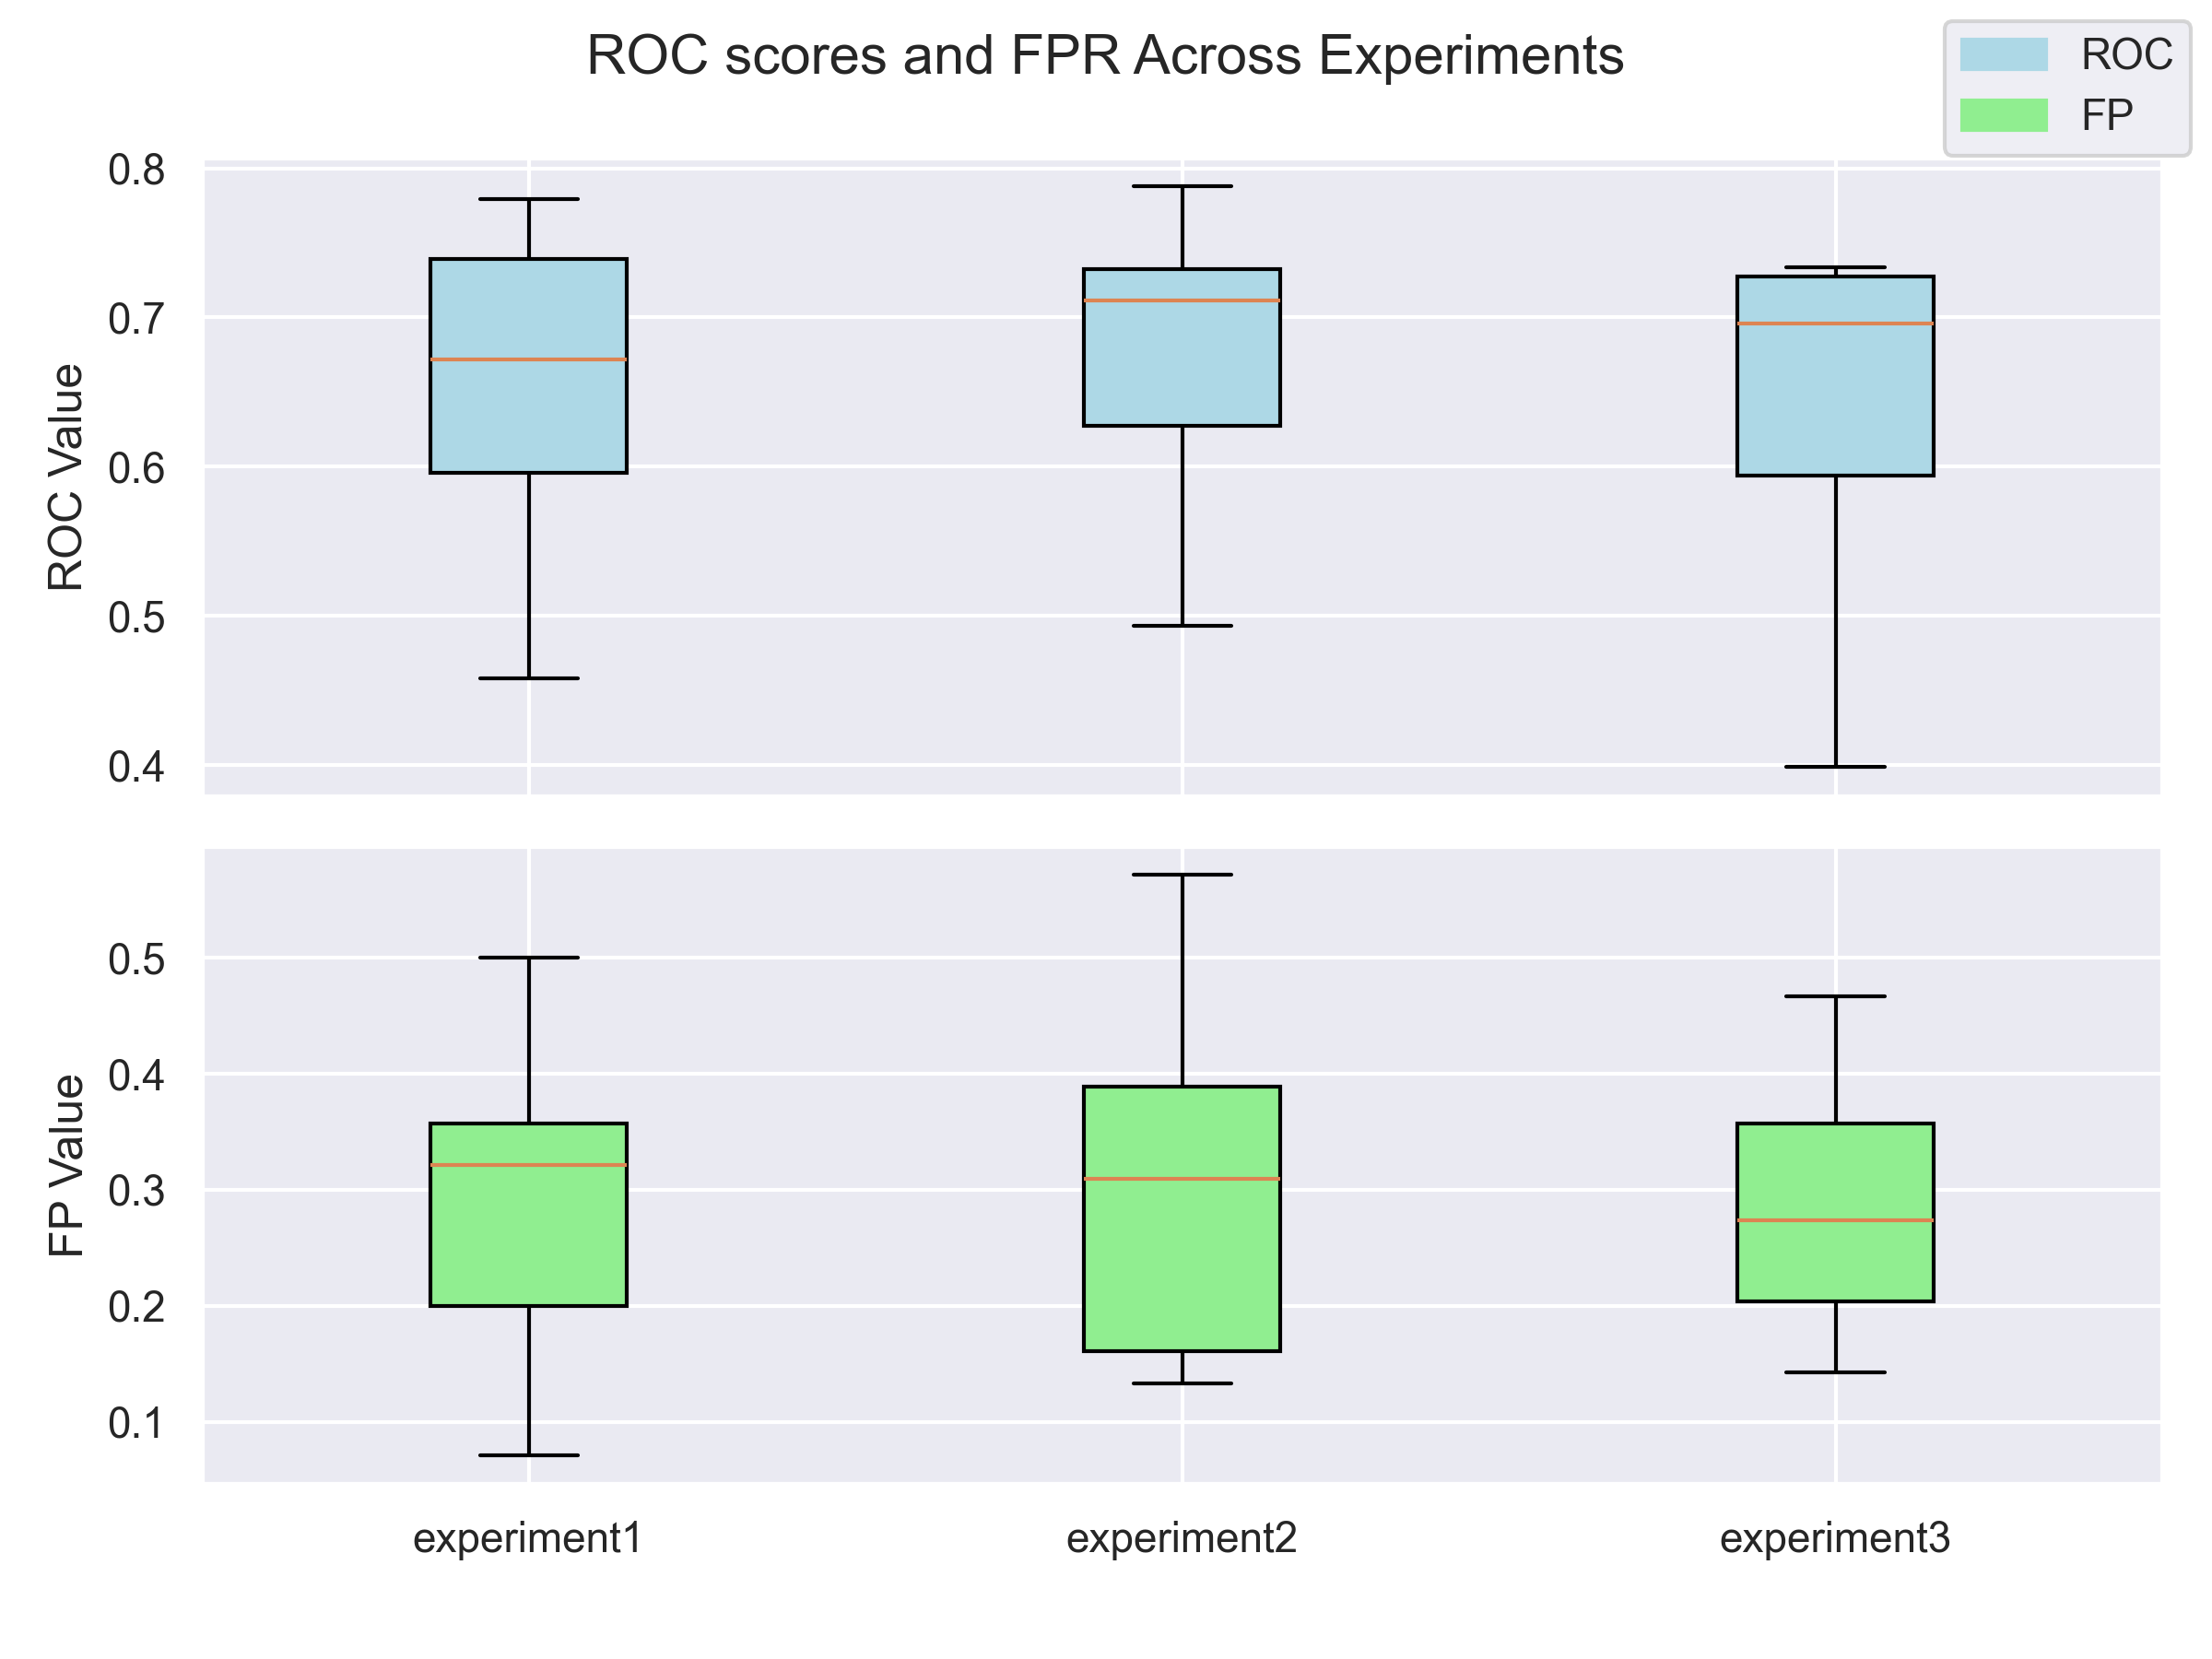 ROC scores and FPR Across Experiments
ROC
FP
0.8
0.7
0.6
0.5
0.4
ROC Value
0.5
0.4
0.3
0.2
0.1
FP Value
experiment1
experiment2
experiment3